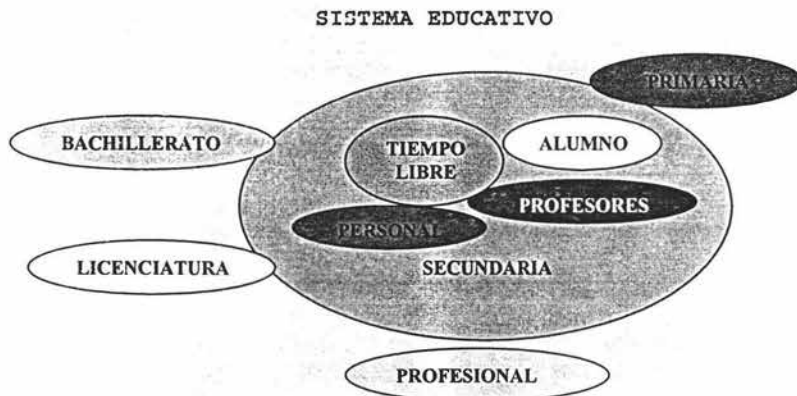 SISTEMA EDUCATIVO
PRIMARIA
BACHILLERATO
TIEMPO
LIBRE
ALUMNO
PROFESORES
PERSONAL
LICENCIATURA
SECUNDARIA
PROFESIONAL